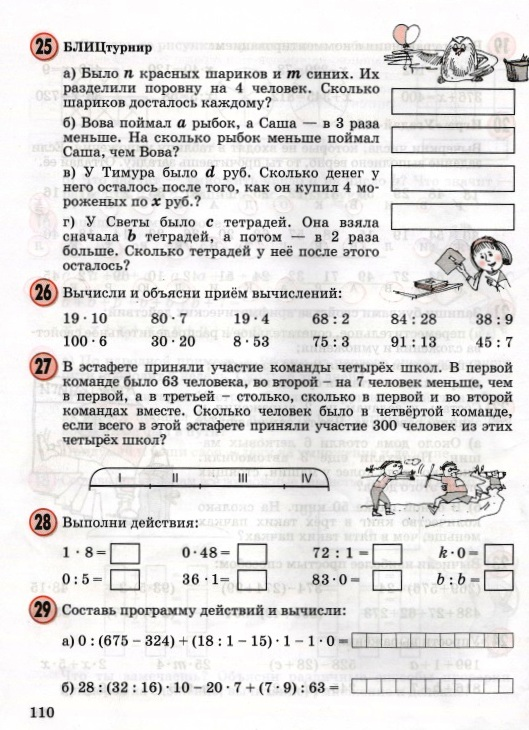 25 БЛИЦтурнир
а) Было n красных шариков и m синих. Их
разделили поровну на 4 человек. Сколько
шариков досталось каждому?
б) Вова поймал a рыбок, а Саша — в 3 раза
меньше. На сколько рыбок меньше поймал
Саша, чем Вова?
в) У Тимура было d руб. Сколько денег у
него осталось после того, как он купил 4 мо-
роженых по x руб.?
г) У Светы было c тетрадей. Она взяла
сначала b тетрадей, а потом — в 2 раза
больше. Сколько тетрадей у неё после этого
осталось?
26 Вычисли и объясни приём вычислений:
19 · 10 80 · 7 19 · 4 68 : 2 84 : 28 38 : 9
100 · 6 30 · 20 8 · 53 75 : 3 91 : 13 45 : 7
27 В эстафете приняли участие команды четырёх школ. В первой
команде было 63 человека, во второй – на 7 человек меньше, чем
в первой, а в третьей – столько, сколько в первой и во второй
командах вместе. Сколько человек было в четвёртой команде,
если всего в этой эстафете приняли участие 300 человек из этих
четырёх школ?
I II III IV
28 Выполни действия:
1 · 8 = 0 · 48 = 72 : 1 = k · 0 =
0 : 5 = 36 · 1 = 83 · 0 = b : b =
29 Составь программу действий и вычисли:
а) 0 : (675 – 324) + (18 : 1 – 15) · 1 – 1 · 0 =
б) 28 : (32 : 16) · 10 – 20 · 7 + (7 · 9) : 63 =
110